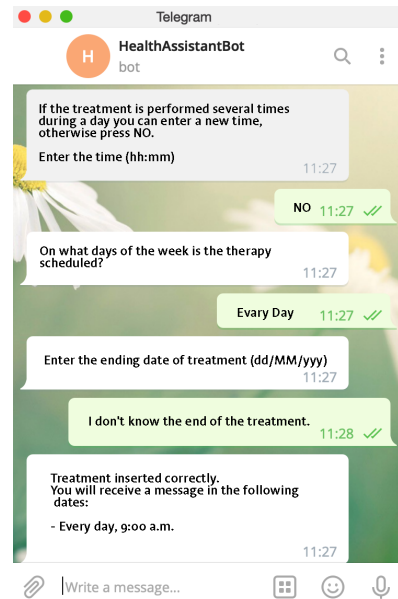 Telegram
H
HealthAssistantBot
bot
If the treatment is performed several times
during a day you can enter a new time,
otherwise press NO.
Enter the time (hh:mm)
11:27
NO 11:27
On what days of the week is the therapy
scheduled?
11:27
Evary Day 11:27
Enter the ending date of treatment (dd/MM/yyy)
11:27
I don't know the end of the treatment.
11:28
Treatment inserted correctly.
You will receive a message in the following
dates:
- Every day, 9:00 a.m.
11:27
Write a message...